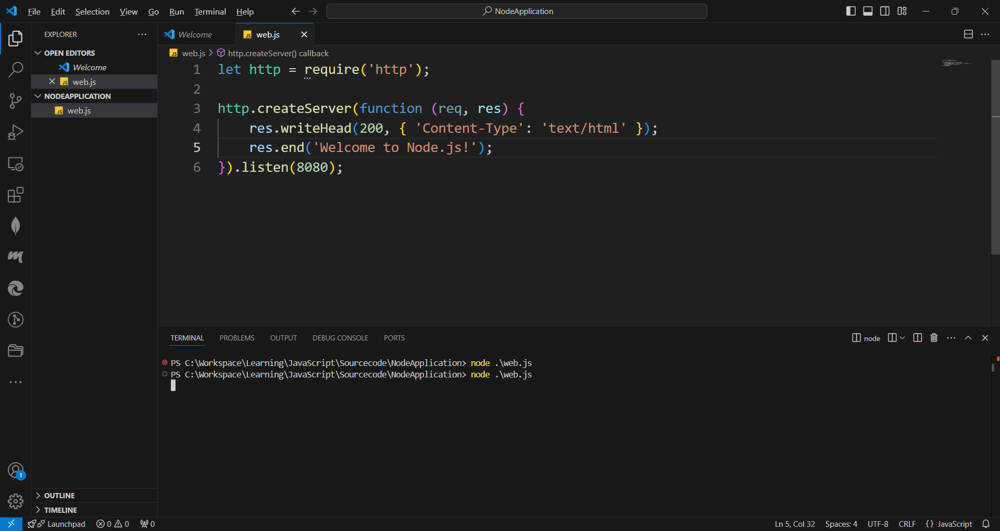 File Edit Selection View Go Run Terminal Help
NodeApplication
EXPLORER
OPEN EDITORS
Welcome
web.js
NODEAPPLICATION
web.js
OUTLINE
TIMELINE
Welcome
web.js
web.js > http.createServer() callback
1 let http = require('http');
2
3 http.createServer(function (req, res) {
4 res.writeHead(200, { 'Content-Type': 'text/html' });
5 res.end('Welcome to Node.js!');
6 }).listen(8080);
TERMINAL PROBLEMS OUTPUT DEBUG CONSOLE PORTS
node
PS C:\Workspace\Learning\JavaScript\Sourcecode\NodeApplication> node .\web.js
PS C:\Workspace\Learning\JavaScript\Sourcecode\NodeApplication> node .\web.js
1
Launchpad 0 0 0
Ln 5, Col 32 Spaces: 4 UTF-8 CRLF {} JavaScript